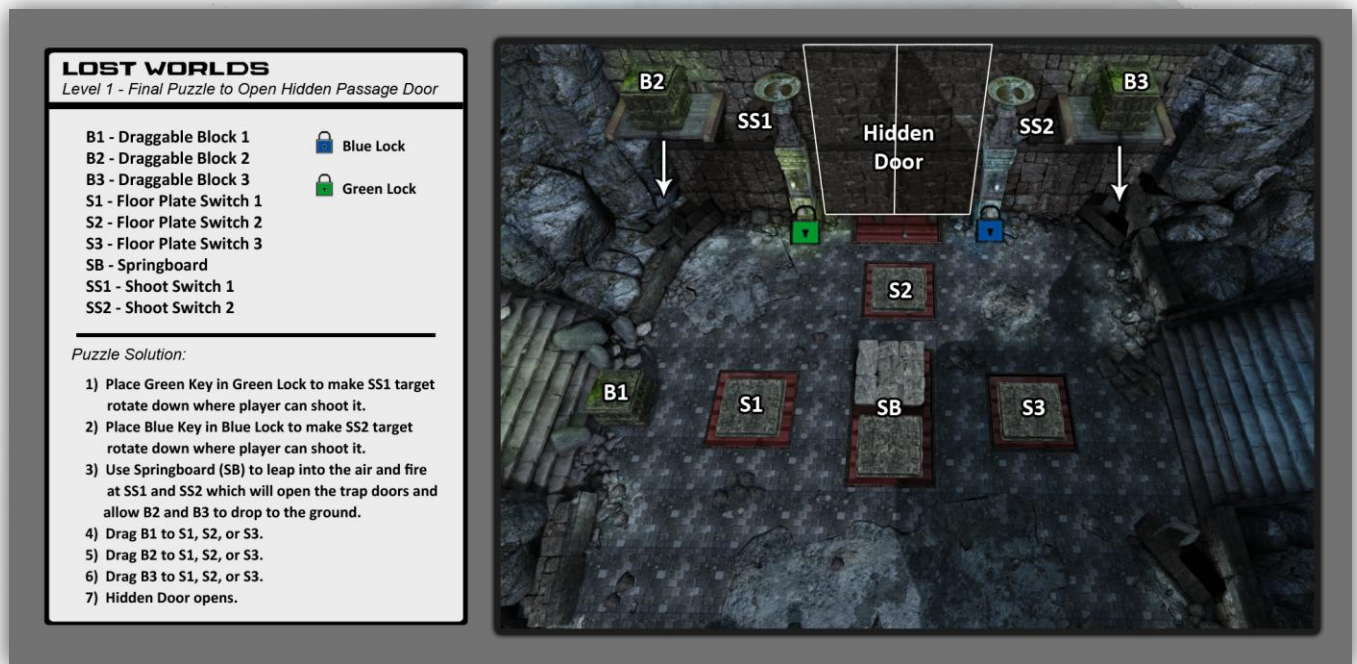 LOST WORLDS
Level 1 - Final Puzzle to Open Hidden Passage Door
B1 - Draggable Block 1
B2 - Draggable Block 2
B3 - Draggable Block 3
S1 - Floor Plate Switch 1
S2 - Floor Plate Switch 2
S3 - Floor Plate Switch 3
SB - Springboard
SS1 - Shoot Switch 1
SS2 - Shoot Switch 2
Blue Lock
Green Lock
Puzzle Solution:
1) Place Green Key in Green Lock to make SS1 target
rotate down where player can shoot it.
2) Place Blue Key in Blue Lock to make SS2 target
rotate down where player can shoot it.
3) Use Springboard (SB) to leap into the air and fire
at SS1 and SS2 which will open the trap doors and
allow B2 and B3 to drop to the ground.
4) Drag B1 to S1, S2, or S3.
5) Drag B2 to S1, S2, or S3.
6) Drag B3 to S1, S2, or S3.
7) Hidden Door opens.
B2
B3
SS1
SS2
Hidden
Door
S2
B1
S1
SB
S3